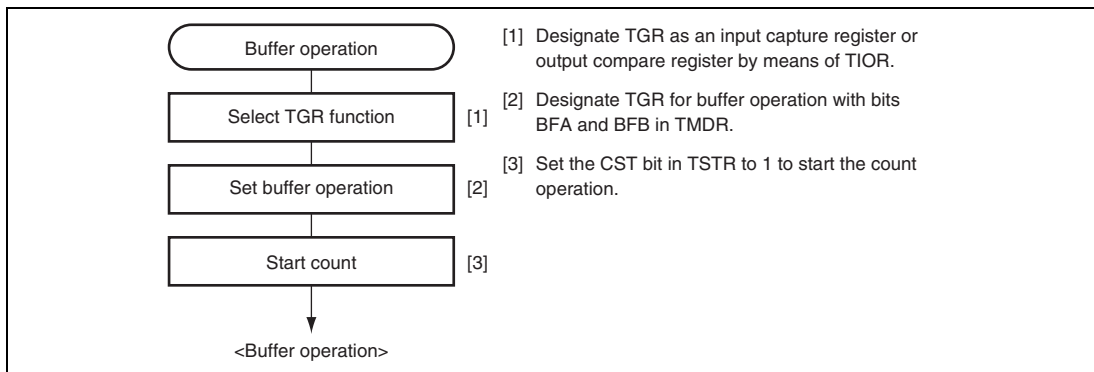 Buffer operation
Select TGR function
[1]
Set buffer operation
[2]
Start count
[3]
<Buffer operation>
[1] Designate TGR as an input capture register or
output compare register by means of TIOR.
[2] Designate TGR for buffer operation with bits
BFA and BFB in TMDR.
[3] Set the CST bit in TSTR to 1 to start the count
operation.